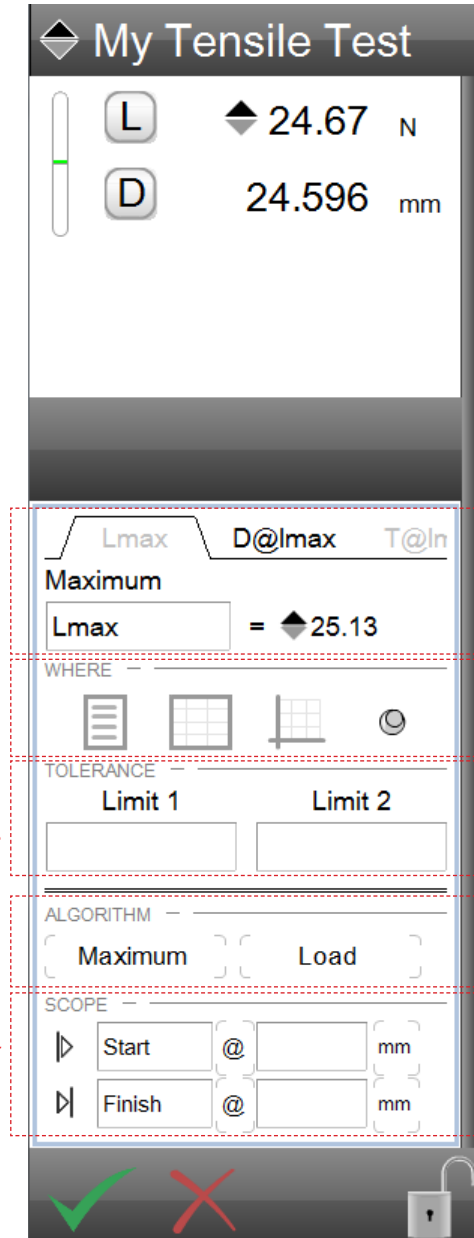 My Tensile Test
L 24.67 N
D 24.596 mm
Lmax D@lmax T@lm
Maximum
Lmax = 25.13
WHERE
TOLERANCE
Limit 1 Limit 2
ALGORITHM
Maximum Load
SCOPE
Start @ mm
Finish @ mm